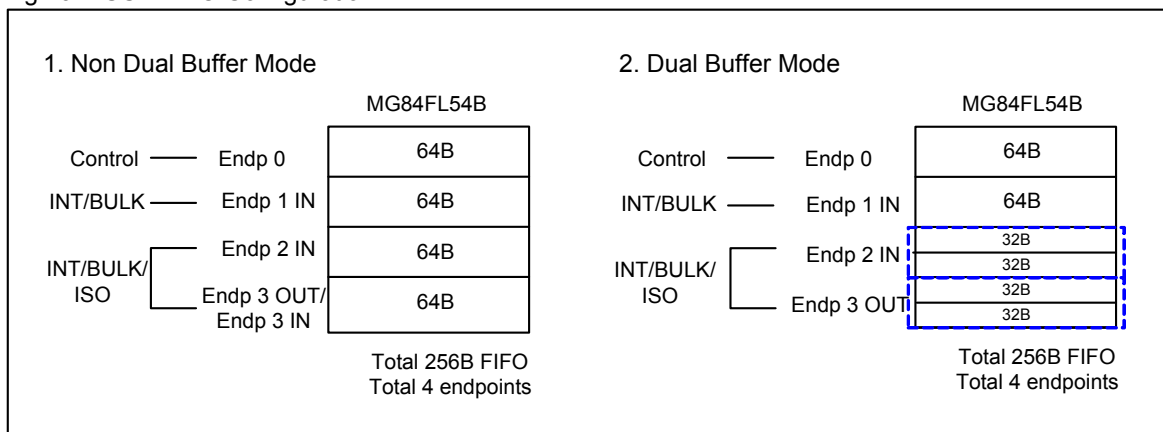 1. Non Dual Buffer Mode
MG84FL54B
Control
Endp 0
64B
INT/BULK
Endp 1 IN
64B
INT/BULK/
ISO
Endp 2 IN
64B
Endp 3 OUT/
Endp 3 IN
64B
Total 256B FIFO
Total 4 endpoints
2. Dual Buffer Mode
MG84FL54B
Control
Endp 0
64B
INT/BULK
Endp 1 IN
64B
INT/BULK/
ISO
Endp 2 IN
32B
32B
Endp 3 OUT
32B
32B
Total 256B FIFO
Total 4 endpoints